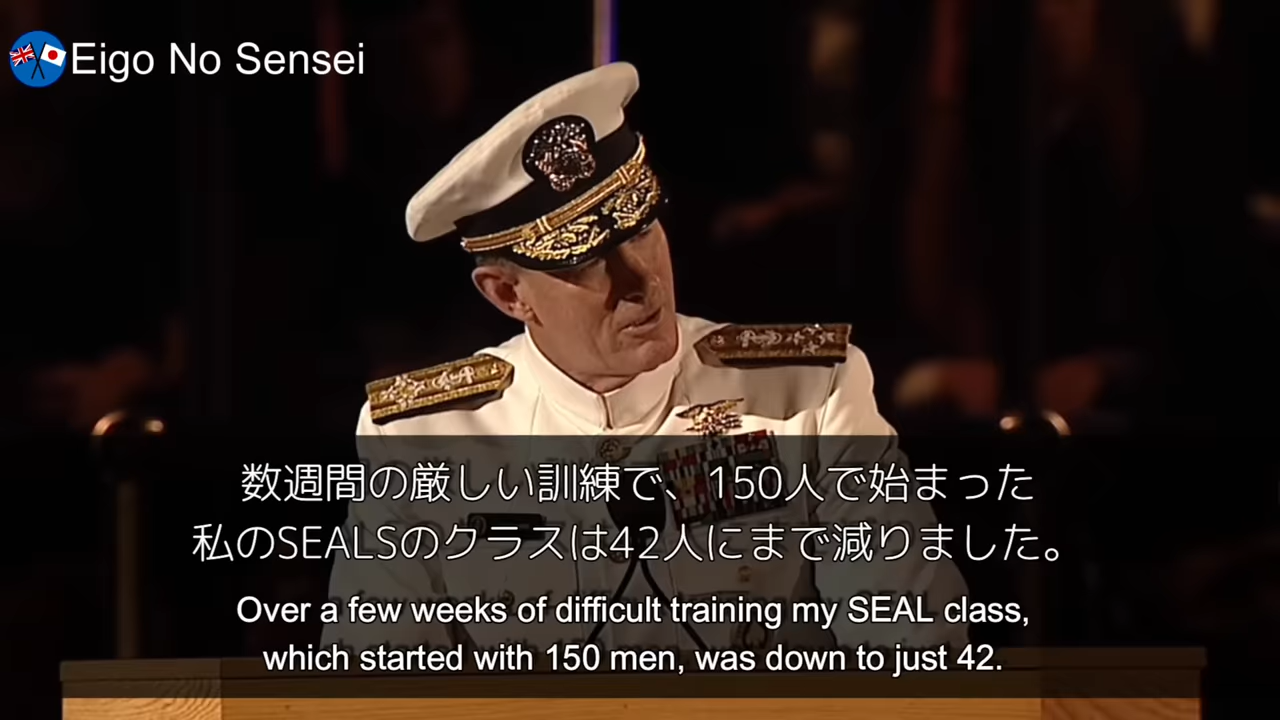 Eigo No Sensei
数週間の厳しい訓練で、150人で始まった
私のSEALSのクラスは42人にまで減りました。
Over a few weeks of difficult training my SEAL class,
which started with 150 men, was down to just 42.